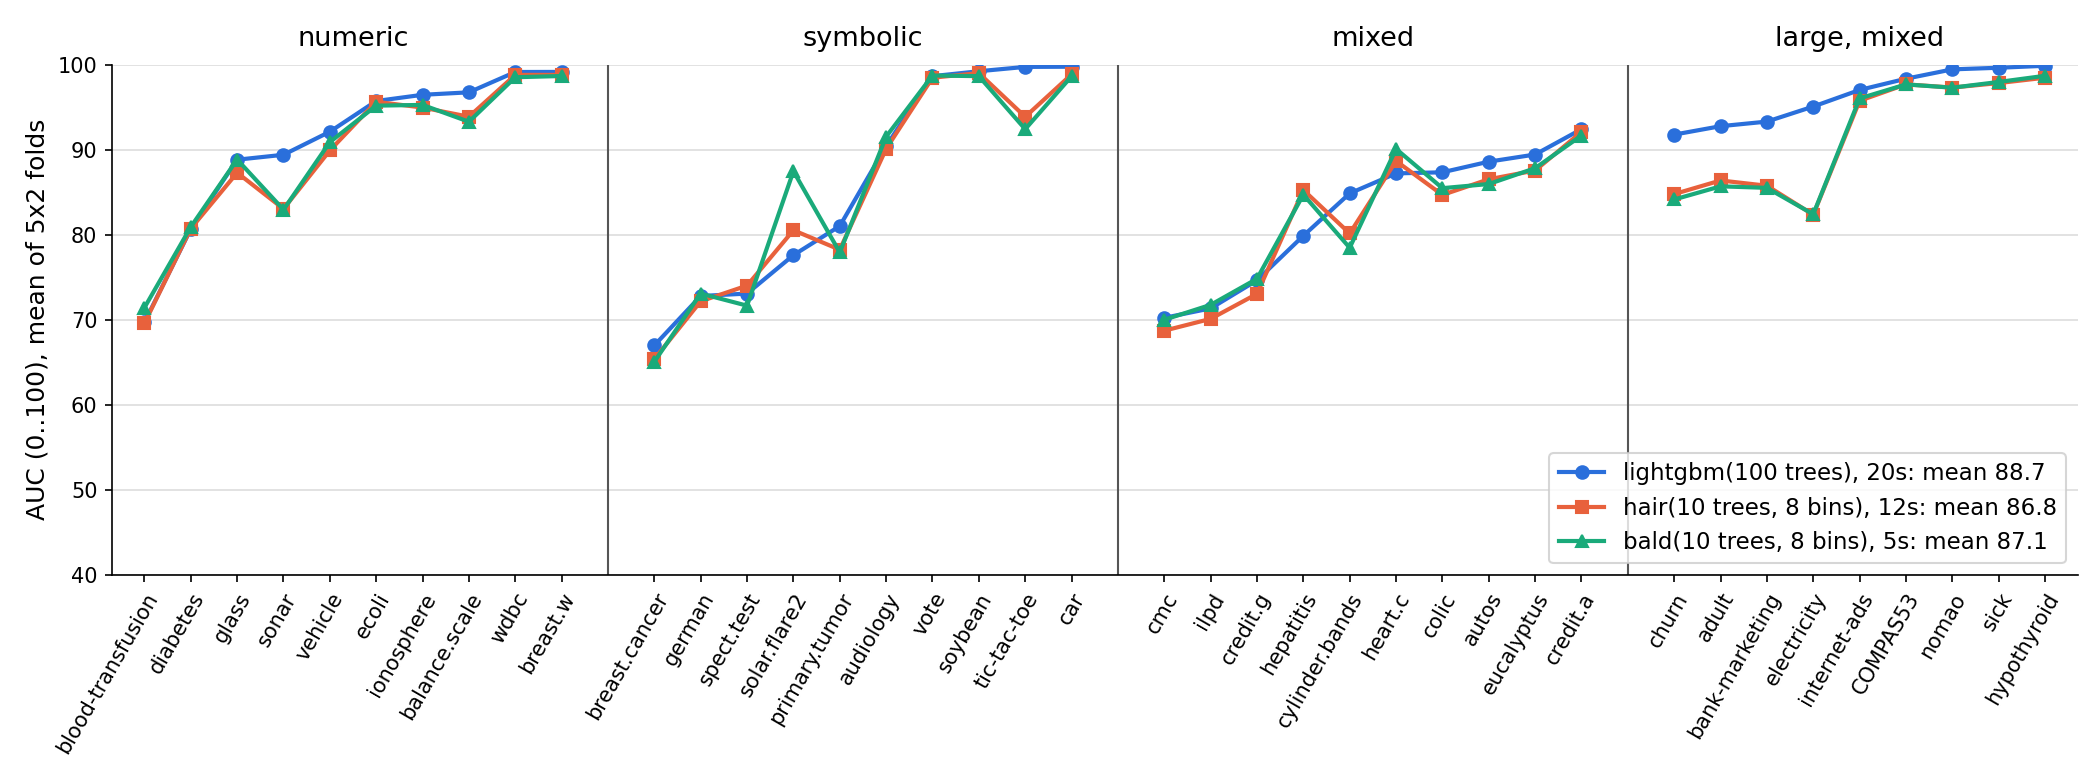 numeric
symbolic
mixed
large, mixed
AUC (0..100), mean of 5x2 folds
100
90
80
70
60
50
40
lightgbm(100 trees), 20s: mean 88.7
hair(10 trees, 8 bins), 12s: mean 86.8
bald(10 trees, 8 bins), 5s: mean 87.1
blood-transfusion
diabetes
glass
sonar
vehicle
ecoli
ionosphere
balance.scale
wdbc
breast.w
breast.cancer
german
spect.test
solar.flare2
primary.tumor
audiology
vote
soybean
tic-tac-toe
car
cmc
ilpd
credit.g
hepatitis
cylinder.bands
heart.c
colic
autos
eucalyptus
credit.a
churn
adult
bank-marketing
electricity
internet-ads
COMPAS53
nomao
sick
hypothyroid